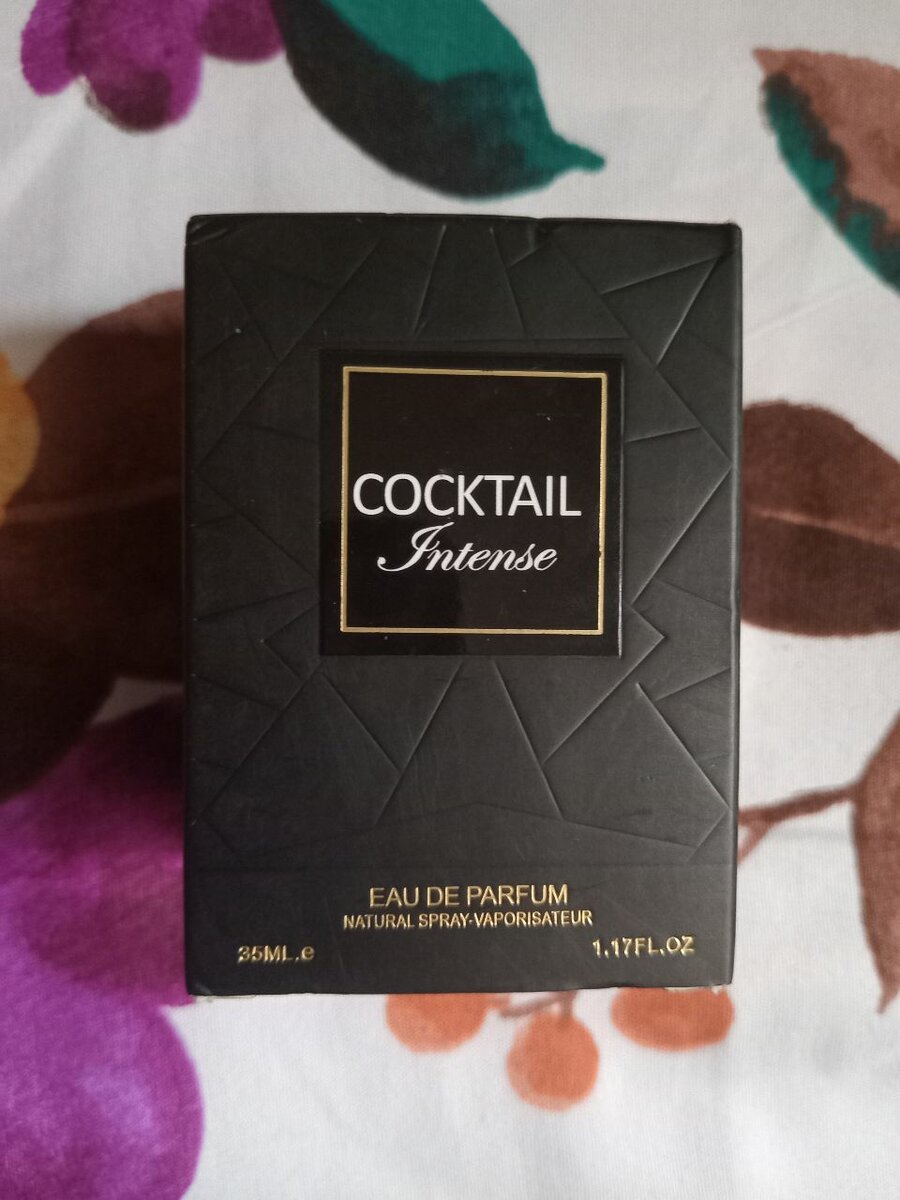 COCKTAIL
Intense
EAU DE PARFUM
NATURAL SPRAY-VAPORISATEUR
35ML.e
1.17FL.OZ